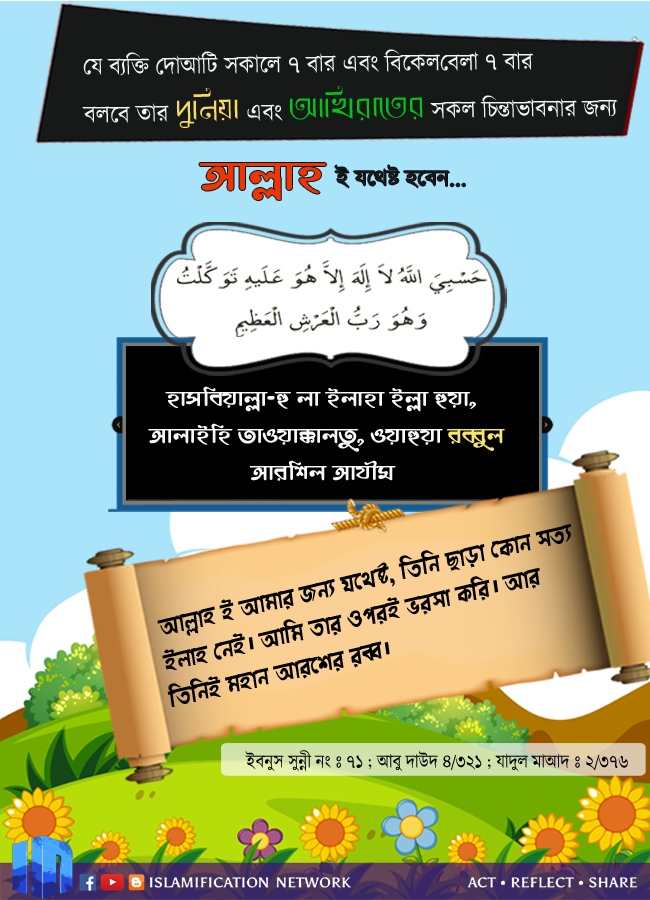 যে ব্যক্তি দোআটি সকালে ৭ বার এবং বিকেলবেলা ৭ বার
বলবে তার দুনিয়া এবং আখিরাতের সকল চিন্তাভাবনার জন্য
আল্লাহ ই যথেষ্ট হবেন...
حَسْبِيَ اللَّهُ لاَ إِلَهَ إِلاَّ هُوَ عَلَيهِ تَوَكَّلْتُ
وَهُوَ رَبُّ الْعَرْشِ الْعَظِيمِ
হাসবিয়াল্লা-হু লা ইলাহা ইল্লা হুয়া,
আলাইহি তাওয়াক্কালতু, ওয়াহুয়া রব্বুল
আরশিল আযীম
আল্লাহ ই আমার জন্য যথেষ্ট, তিনি ছাড়া কোন সত্য
ইলাহ নেই। আমি তার ওপরই ভরসা করি। আর
তিনিই মহান আরশের রব্ব।
ইবনুস সুন্নী নং ঃ ৭১ ; আবু দাউদ ৪/৩২১ ; যাদুল মাআদ ঃ ২/৩৭৬
IN
ISLAMIFICATION NETWORK
ACT • REFLECT • SHARE